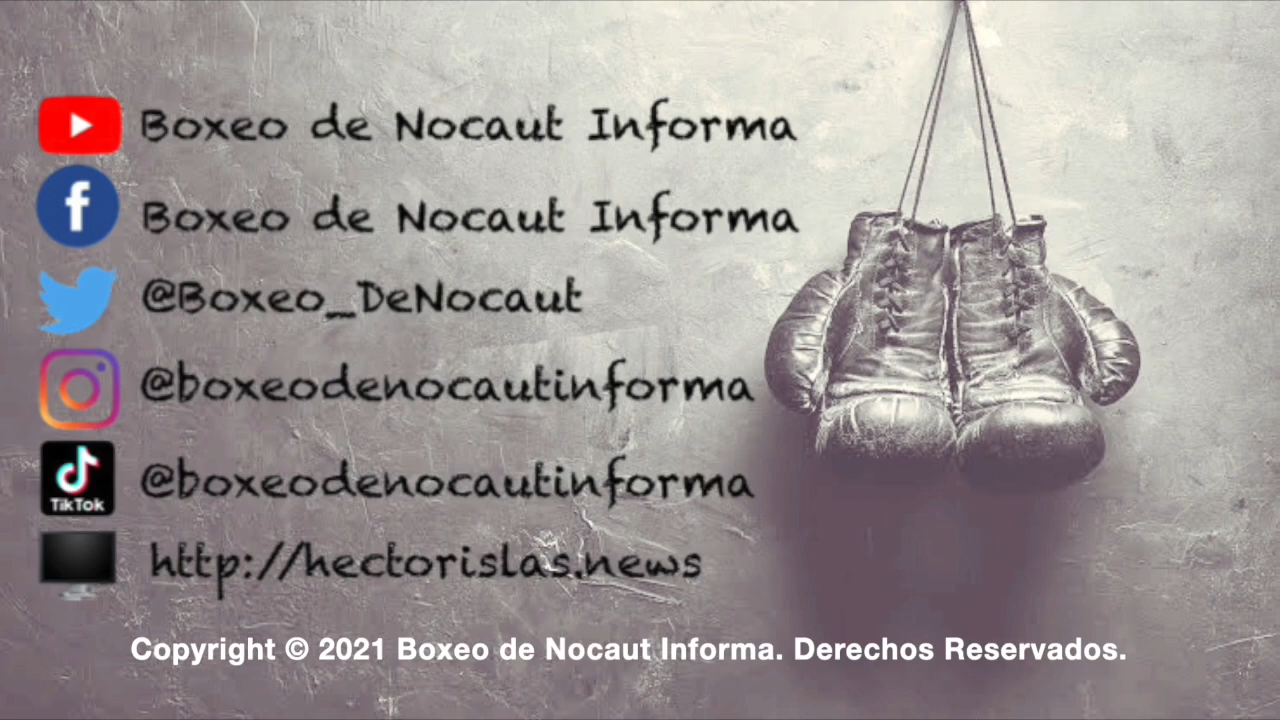 Boxeo de Nocaut Informa
Boxeo de Nocaut Informa
@Boxeo_DeNocaut
@boxeodenocautinforma
TikTok
@boxeodenocautinforma
http://hectorislas.news
Copyright © 2021 Boxeo de Nocaut Informa. Derechos Reservados.